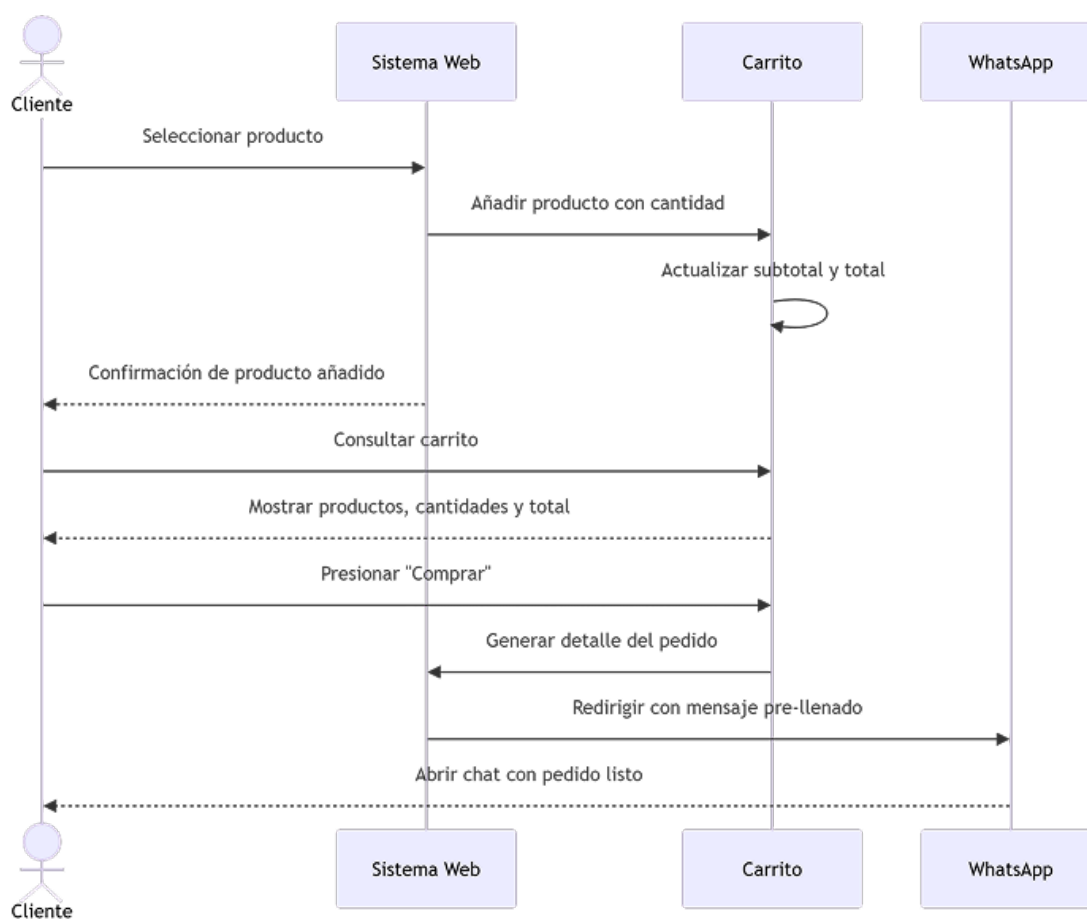 Sistema Web
Carrito
WhatsApp
Cliente
Seleccionar producto
Añadir producto con cantidad
Actualizar subtotal y total
Confirmación de producto añadido
Consultar carrito
Mostrar productos, cantidades y total
Presionar "Comprar"
Generar detalle del pedido
Redirigir con mensaje pre-llenado
Abrir chat con pedido listo
Sistema Web
Carrito
WhatsApp
Cliente